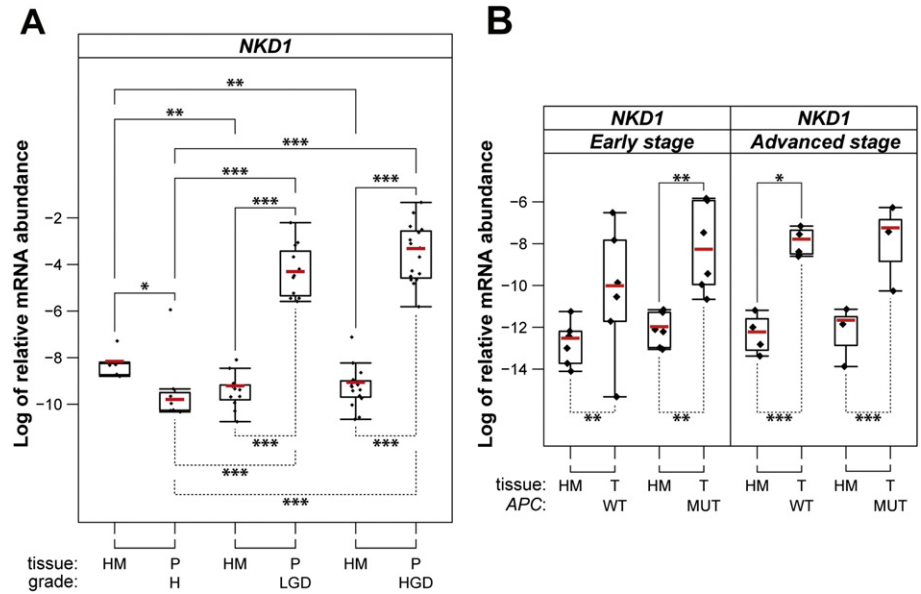 A
NKD1
Log of relative mRNA abundance
−2
−4
−6
−8
−10
**
**
***
***
***
***
*
***
***
***
***
tissue: HM P HM P HM P
grade: H LGD HGD
B
NKD1 NKD1
Early stage Advanced stage
Log of relative mRNA abundance
−6
−8
−10
−12
−14
** *
** ** *** ***
tissue: HM T HM T HM T HM T
APC: WT MUT WT MUT